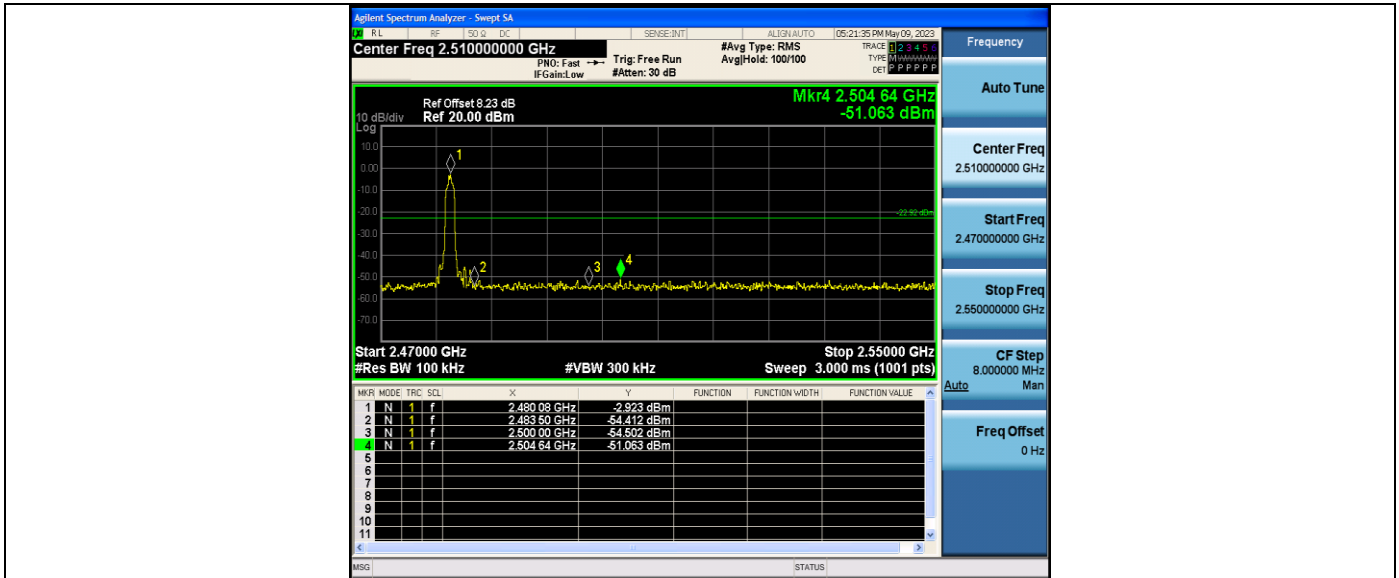 Agilent Spectrum Analyzer - Swept SA
RL RF 50 Ω DC SENSE:INT ALIGNAUTO 05:21:35 PM May 09, 2023
Center Freq 2.510000000 GHz
PNO: Fast
IFGain:Low
Trig: Free Run
#Atten: 30 dB
#Avg Type: RMS
Avg|Hold: 100/100
TRACE 1 2 3 4 5 6
TYPE M
DET P P P P P P
Mkr4 2.504 64 GHz
-51.063 dBm
Ref Offset 8.23 dB
Ref 20.00 dBm
10 dB/div
Log
10.0
0.00
-10.0
-20.0
-30.0
-40.0
-50.0
-60.0
-70.0
1
2
3
4
-22.92 dBm
Start 2.47000 GHz
Stop 2.55000 GHz
#Res BW 100 kHz
#VBW 300 kHz
Sweep 3.000 ms (1001 pts)
MKR MODE TRC SCL X Y FUNCTION FUNCTION WIDTH FUNCTION VALUE
1 N 1 f 2.480 08 GHz -2.923 dBm
2 N 1 f 2.483 50 GHz -54.412 dBm
3 N 1 f 2.500 00 GHz -54.502 dBm
4 N 1 f 2.504 64 GHz -51.063 dBm
5
6
7
8
9
10
11
MSG
STATUS
Frequency
Auto Tune
Center Freq
2.510000000 GHz
Start Freq
2.470000000 GHz
Stop Freq
2.550000000 GHz
CF Step
8.000000 MHz
Auto Man
Freq Offset
0 Hz